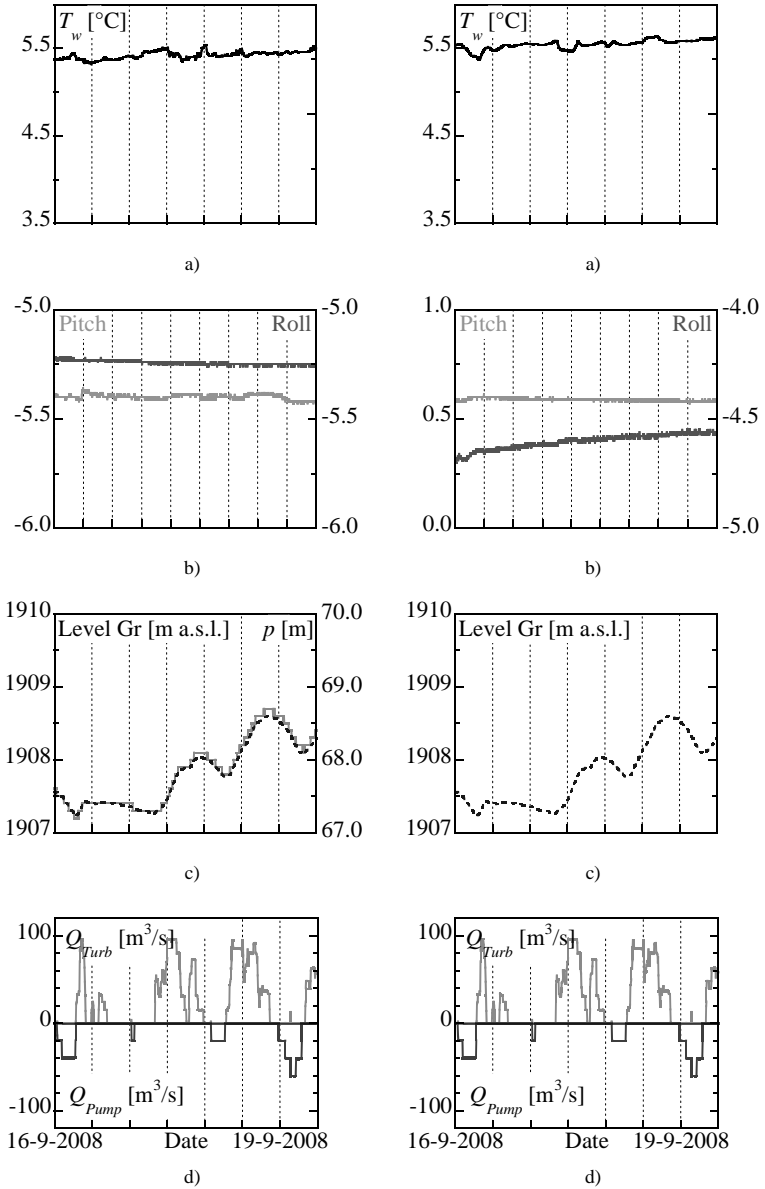 T_w [°C]
5.5
4.5
3.5
a)
T_w [°C]
5.5
4.5
3.5
a)
-5.0
-5.5
-6.0
Pitch Roll
-5.0
-5.5
-6.0
b)
1.0
0.5
0.0
Pitch Roll
-4.0
-4.5
-5.0
b)
1910
1909
1908
1907
Level Gr [m a.s.l.] p [m]
70.0
69.0
68.0
67.0
c)
1910
1909
1908
1907
Level Gr [m a.s.l.]
c)
100
0
-100
Q_Turb [m³/s]
Q_Pump [m³/s]
16-9-2008 Date 19-9-2008
d)
100
0
-100
Q_Turb [m³/s]
Q_Pump [m³/s]
16-9-2008 Date 19-9-2008
d)